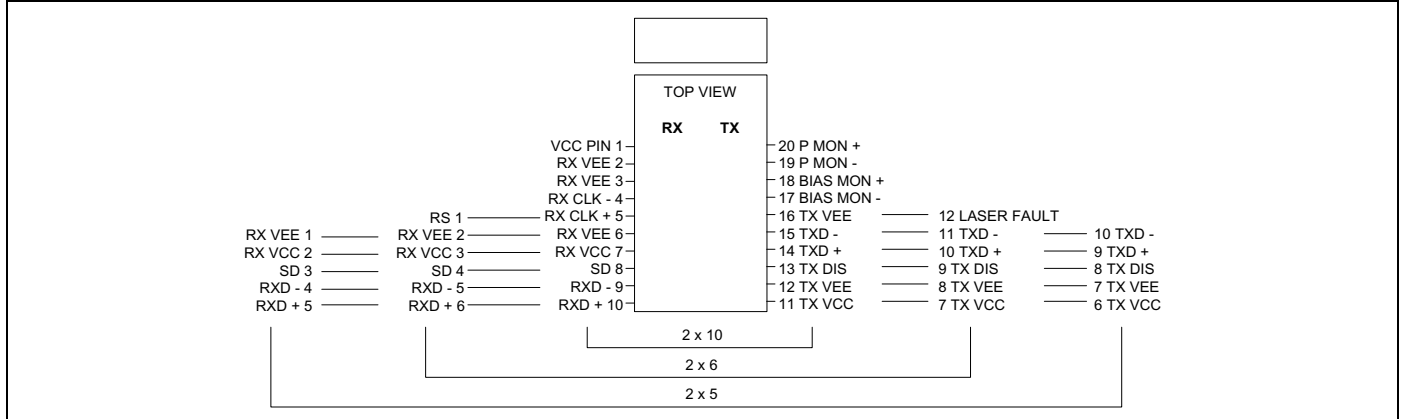 TOP VIEW
RX TX
VCC PIN 1 20 P MON +
RX VEE 2 19 P MON -
RX VEE 3 18 BIAS MON +
RX CLK - 4 17 BIAS MON -
RS 1 RX CLK + 5 16 TX VEE 12 LASER FAULT
RX VEE 1 RX VEE 2 RX VEE 6 15 TXD - 11 TXD - 10 TXD -
RX VCC 2 RX VCC 3 RX VCC 7 14 TXD + 10 TXD + 9 TXD +
SD 3 SD 4 SD 8 13 TX DIS 9 TX DIS 8 TX DIS
RXD - 4 RXD - 5 RXD - 9 12 TX VEE 8 TX VEE 7 TX VEE
RXD + 5 RXD + 6 RXD + 10 11 TX VCC 7 TX VCC 6 TX VCC
2 x 10
2 x 6
2 x 5